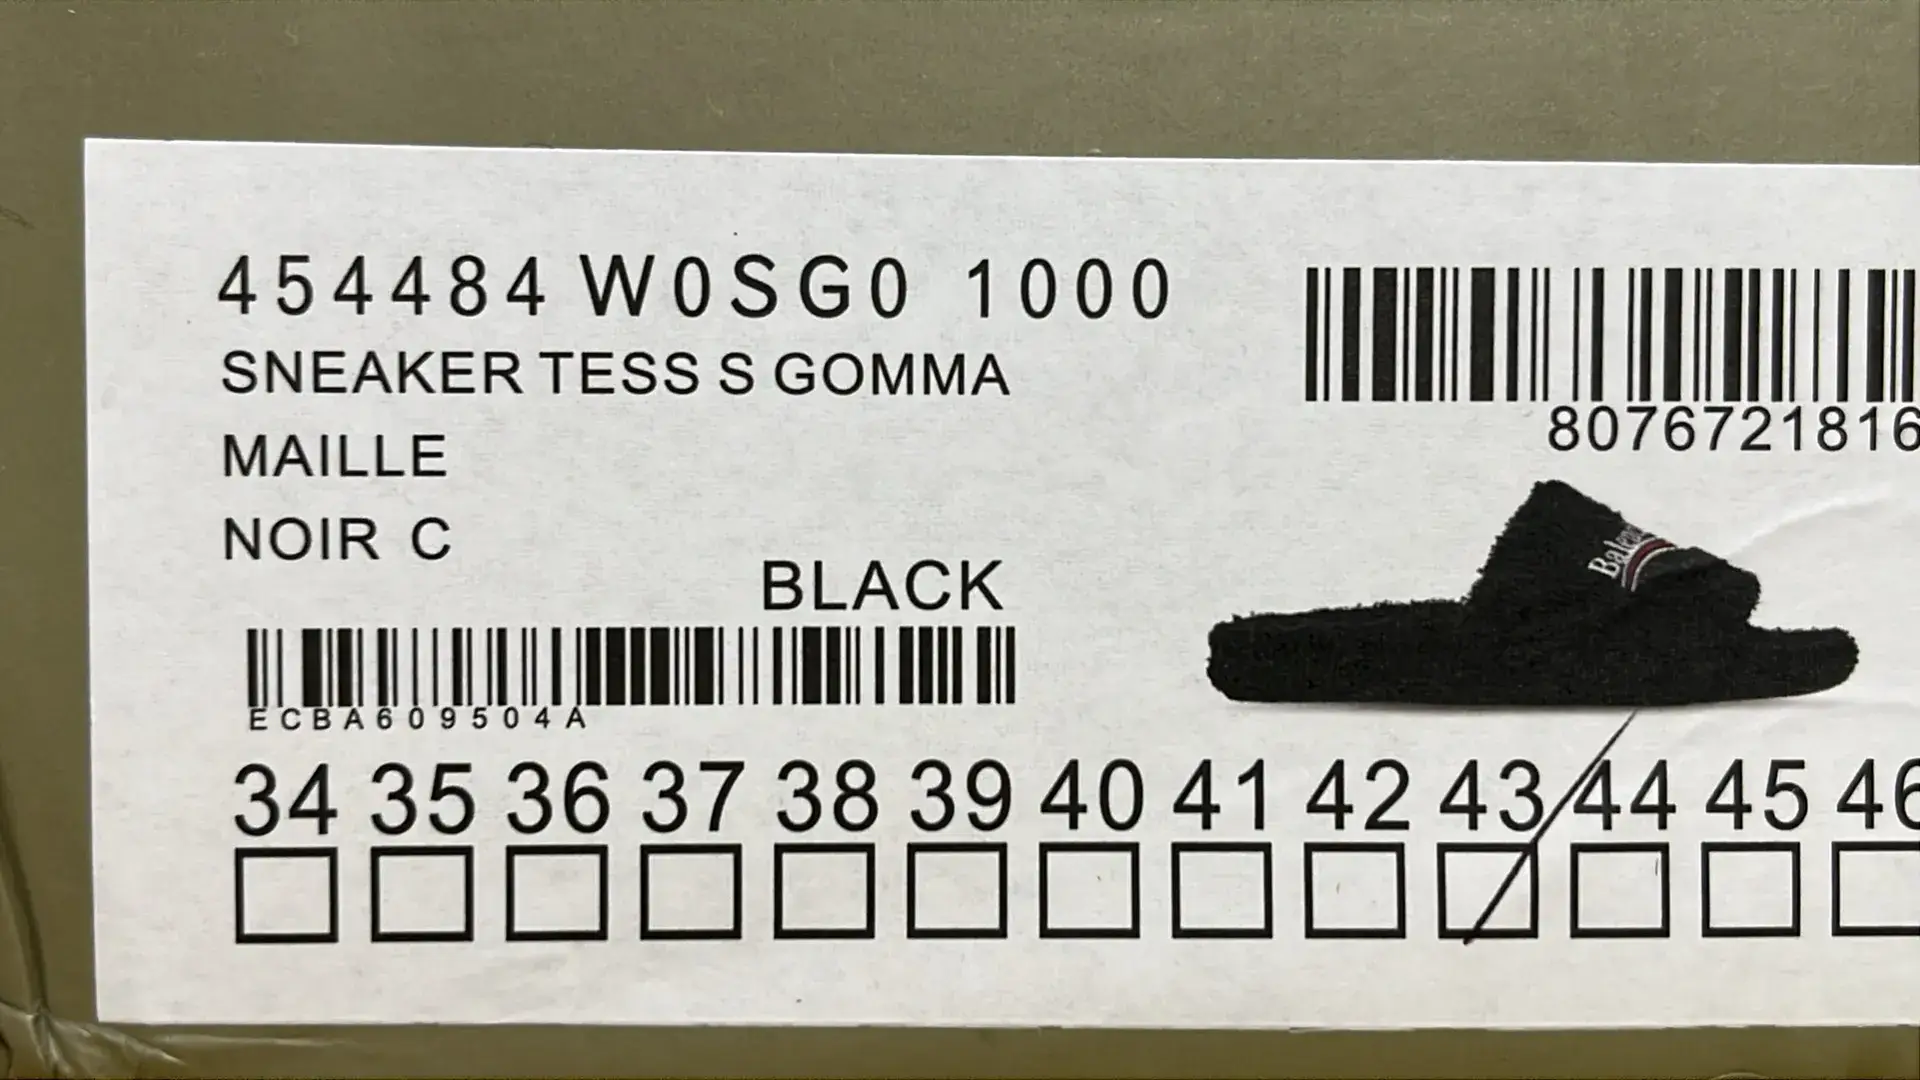 454484 W0SG0 1000
SNEAKER TESS S GOMMA
MAILLE
NOIR C
BLACK
ECBA609504A
8076721816
34 35 36 37 38 39 40 41 42 43 44 45 46